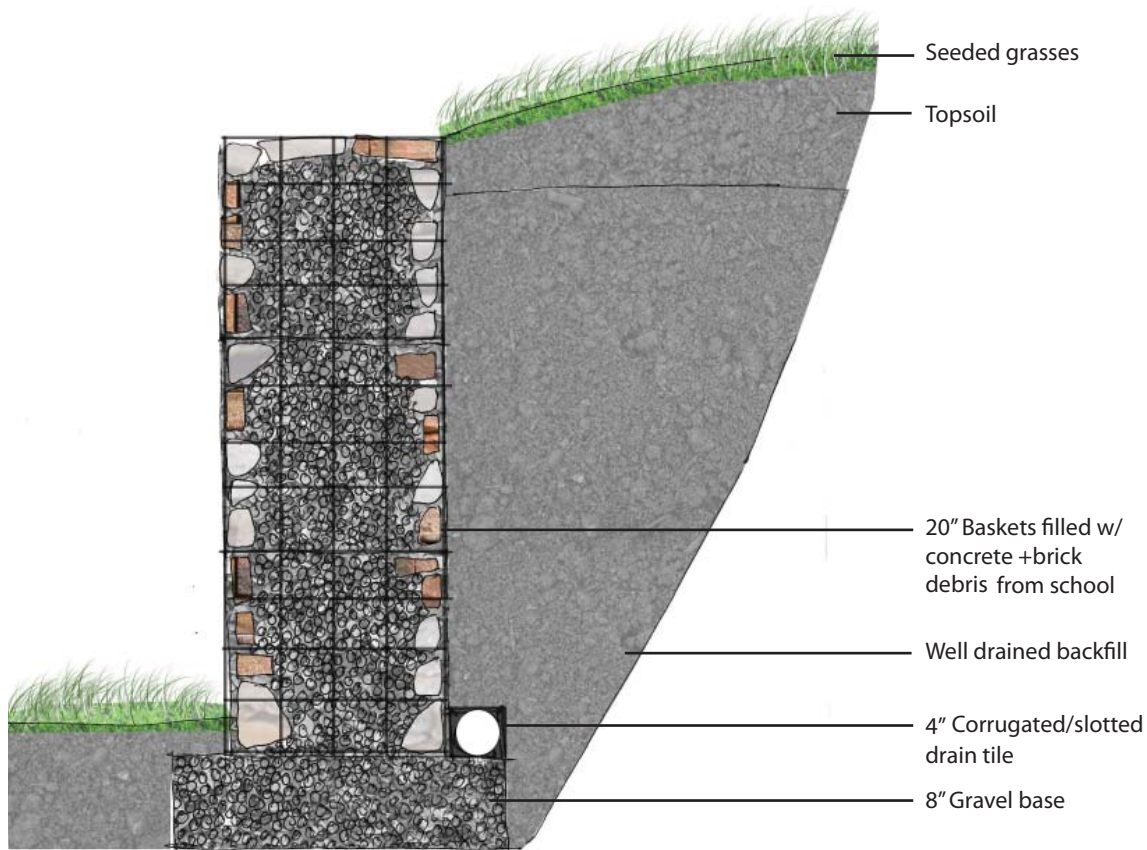 Seeded grasses
Topsoil
20” Baskets filled w/
concrete +brick
debris from school
Well drained backfill
4” Corrugated/slotted
drain tile
8” Gravel base